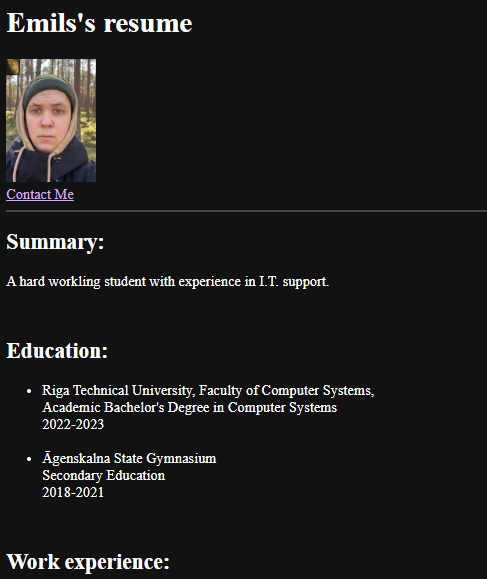 Emils's resume
Contact Me
Summary:
A hard workling student with experience in I.T. support.
Education:
Riga Technical University, Faculty of Computer Systems,
Academic Bachelor's Degree in Computer Systems
2022-2023
Āgenskalna State Gymnasium
Secondary Education
2018-2021
Work experience: